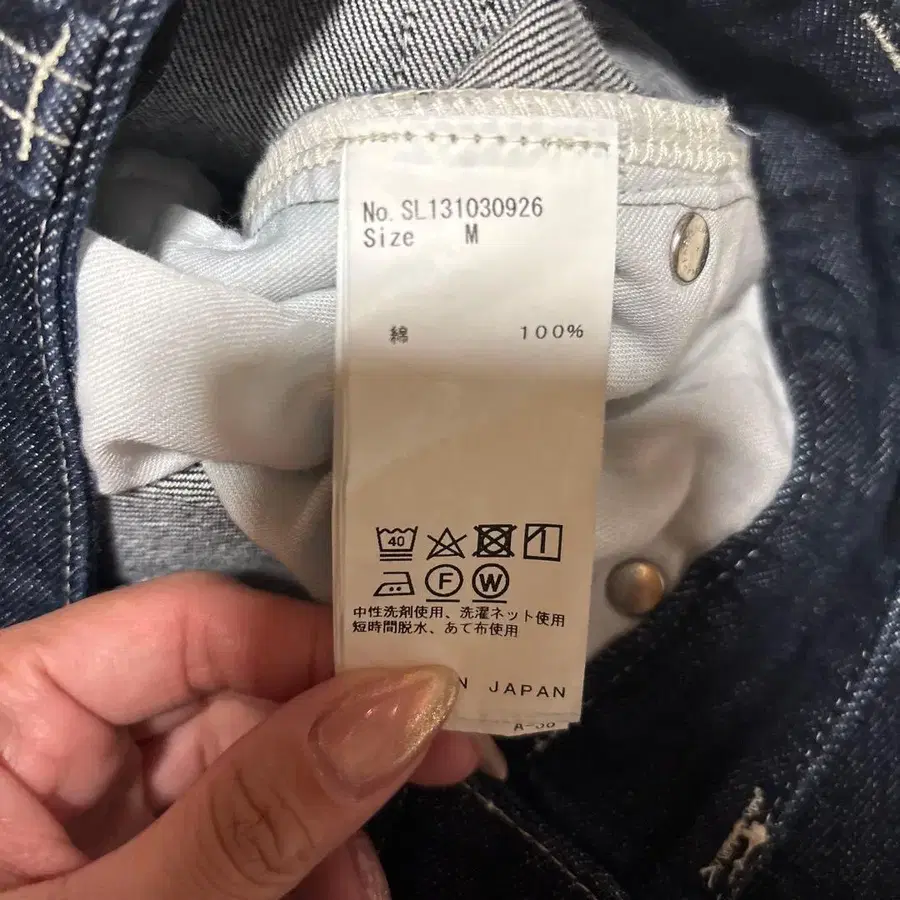 No. SL131030926
Size M
綿 100%
40
F W
中性洗剤使用、洗濯ネット使用
短時間脱水、あて布使用
JAPAN